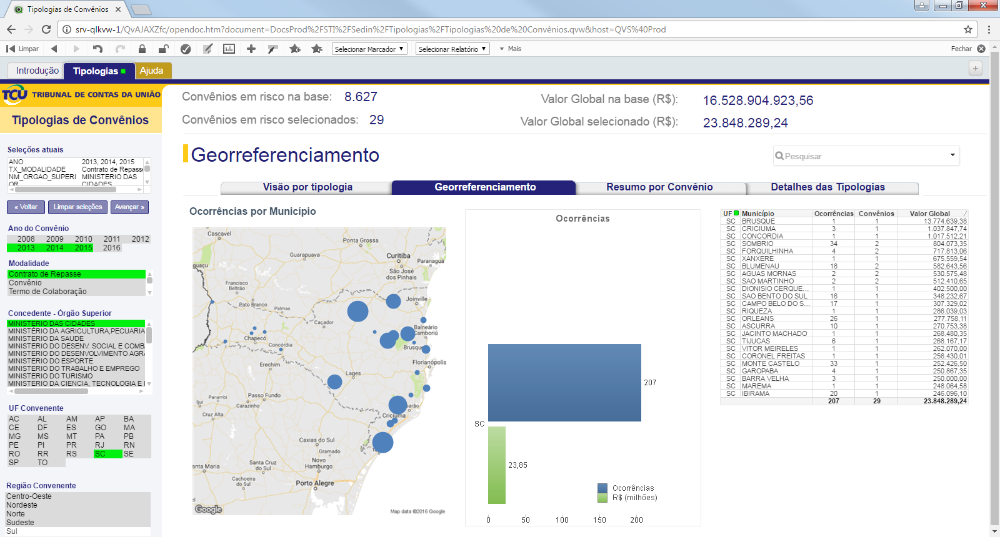 Tipologias de Convênios
srv-qlkvw-1/QvAJAXZfc/opendoc.htm?document=DocsProd%2FSTI%2FSedin%2FTipologias%2FTipologias%20de%20Convênios.qvw&host=QVS%40Prod
Limpar
Selecionar Marcador
Selecionar Relatório
Mais
Fechar
Introdução
Tipologias
Ajuda
TCU TRIBUNAL DE CONTAS DA UNIÃO
Tipologias de Convênios
Convênios em risco na base: 8.627
Valor Global na base (R$): 16.528.904.923,56
Convênios em risco selecionados: 29
Valor Global selecionado (R$): 23.848.289,24
Seleções atuais
ANO 2013, 2014, 2015
TX_MODALIDADE Contrato de Repasse
NM_ORGAO_SUPERI MINISTERIO DAS
OR CIDADES
« Voltar
Limpar seleções
Avançar »
Ano do Convênio
2008 2009 2010 2011 2012
2013 2014 2015 2016
Modalidade
Contrato de Repasse
Convênio
Termo de Colaboração
Concedente - Órgão Superior
MINISTERIO DAS CIDADES
MINISTERIO DA AGRICULTURA,PECUARIA
MINISTERIO DA SAUDE
MINISTERIO DO DESENV. SOCIAL E COMB
MINISTERIO DO DESENVOLVIMENTO AGRA
MINISTERIO DO ESPORTE
MINISTERIO DO TRABALHO E EMPREGO
MINISTERIO DO TURISMO
MINISTERIO DA CIENCIA, TECNOLOGIA E I
UF Convenente
AC AL AM AP BA
CE DF ES GO MA
MG MS MT PA PB
PE PI PR RJ RN
RO RR RS SC SE
SP TO
Região Convenente
Centro-Oeste
Nordeste
Norte
Sudeste
Sul
Georreferenciamento
Pesquisar
Visão por tipologia
Georreferenciamento
Resumo por Convênio
Detalhes das Tipologias
Ocorrências por Município
Cascavel
Ponta Grossa
Guarapuava
Curitiba
Paranaguá
guaçu
São José
dos Pinhais
Francisco
Beltrão
Pato Branco
Palmas
Joinville
Caçador
Balneário
Camboriú
Chapecó
Concórdia
Brusque
Erechim
Florianópolis
Lages
Ijuí
Panambi
Passo Fundo
Carazinho
Cruz Alta
Criciúma
barão
Caxias do Sul
Gramado
Santa Cruz
do Sul
Novo
Hamburgo
anta Maria
Cachoeira
do Sul
Porto Alegre
Google
Map data ©2016 Google
Ocorrências
207
SC
23,85
Ocorrências
R$ (milhões)
0 50 100 150 200
UF Município Ocorrências Convênios Valor Global
SC BRUSQUE 1 1 13.774.639,38
SC CRICIUMA 3 1 1.037.847,74
SC CONCORDIA 1 1 1.017.512,21
SC SOMBRIO 34 2 804.073,35
SC FORQUILHINHA 4 2 717.813,06
SC XANXERE 1 1 675.559,54
SC BLUMENAU 18 2 582.643,56
SC AGUAS MORNAS 2 2 530.575,48
SC SAO MARTINHO 2 2 512.410,65
SC DIONISIO CERQUE... 1 1 402.500,00
SC SAO BENTO DO SUL 16 1 348.232,67
SC CAMPO BELO DO S... 17 1 307.329,02
SC RIQUEZA 1 1 286.039,03
SC ORLEANS 26 1 277.758,11
SC ASCURRA 10 1 270.753,38
SC JACINTO MACHADO 1 1 268.480,35
SC TIJUCAS 6 1 268.167,17
SC VITOR MEIRELES 1 1 262.070,00
SC CORONEL FREITAS 1 1 256.430,01
SC MONTE CASTELO 33 1 252.426,50
SC GAROPABA 4 1 250.867,35
SC BARRA VELHA 3 1 250.000,00
SC MAREMA 1 1 248.064,58
SC IBIRAMA 20 1 246.096,10
207 29 23.848.289,24